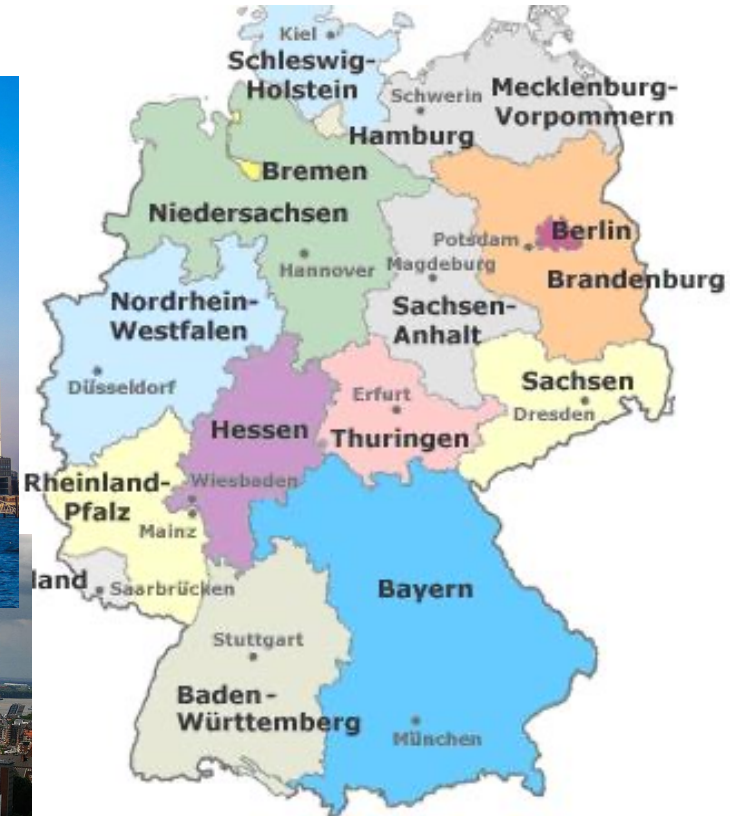 Kiel
Schleswig-
Holstein
Schwerin
Mecklenburg-
Vorpommern
Hamburg
Bremen
Niedersachsen
Hannover
Potsdam
Berlin
Magdeburg
Brandenburg
Nordrhein-
Westfalen
Sachsen-
Anhalt
Düsseldorf
Sachsen
Erfurt
Dresden
Hessen
Thuringen
Rheinland-
Pfalz
Wiesbaden
Mainz
land
Saarbrücken
Bayern
Stuttgart
Baden-
Württemberg
München